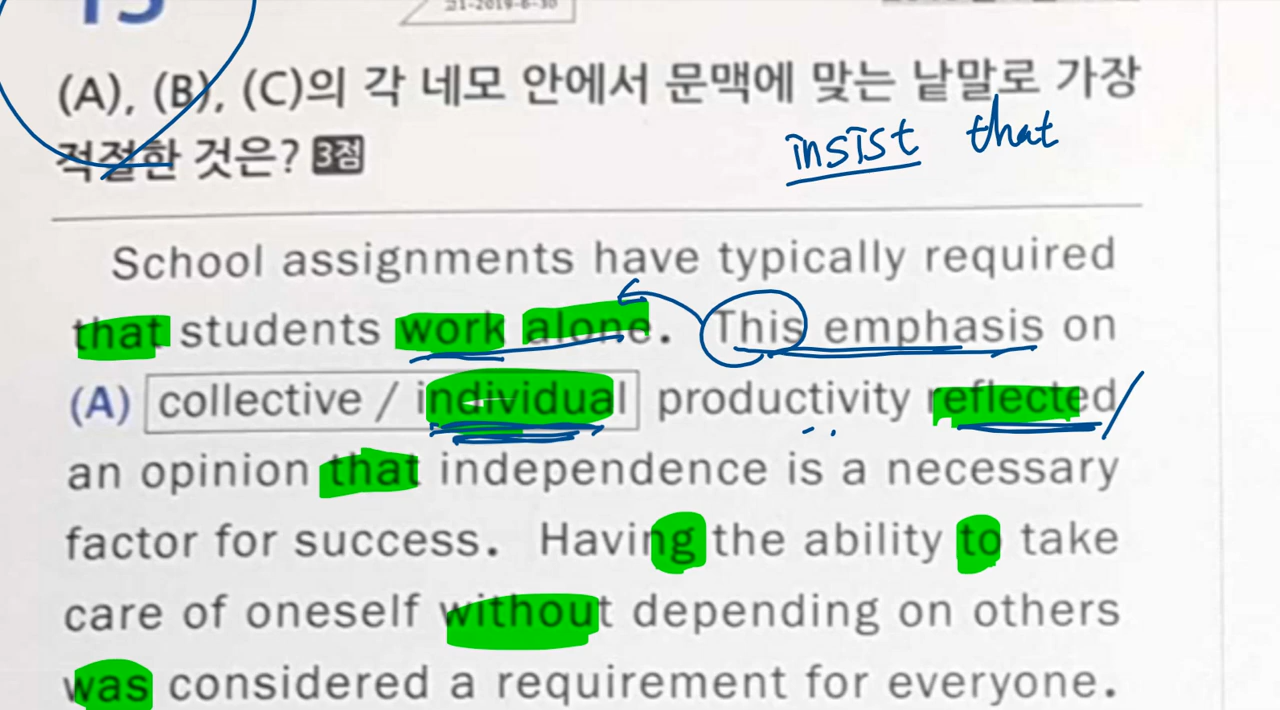 (A), (B), (C)의 각 네모 안에서 문맥에 맞는 낱말로 가장
적절한 것은? 3점
insist that
School assignments have typically required
that students work alone. This emphasis on
(A) collective / individual productivity reflected
an opinion that independence is a necessary
factor for success. Having the ability to take
care of oneself without depending on others
was considered a requirement for everyone.